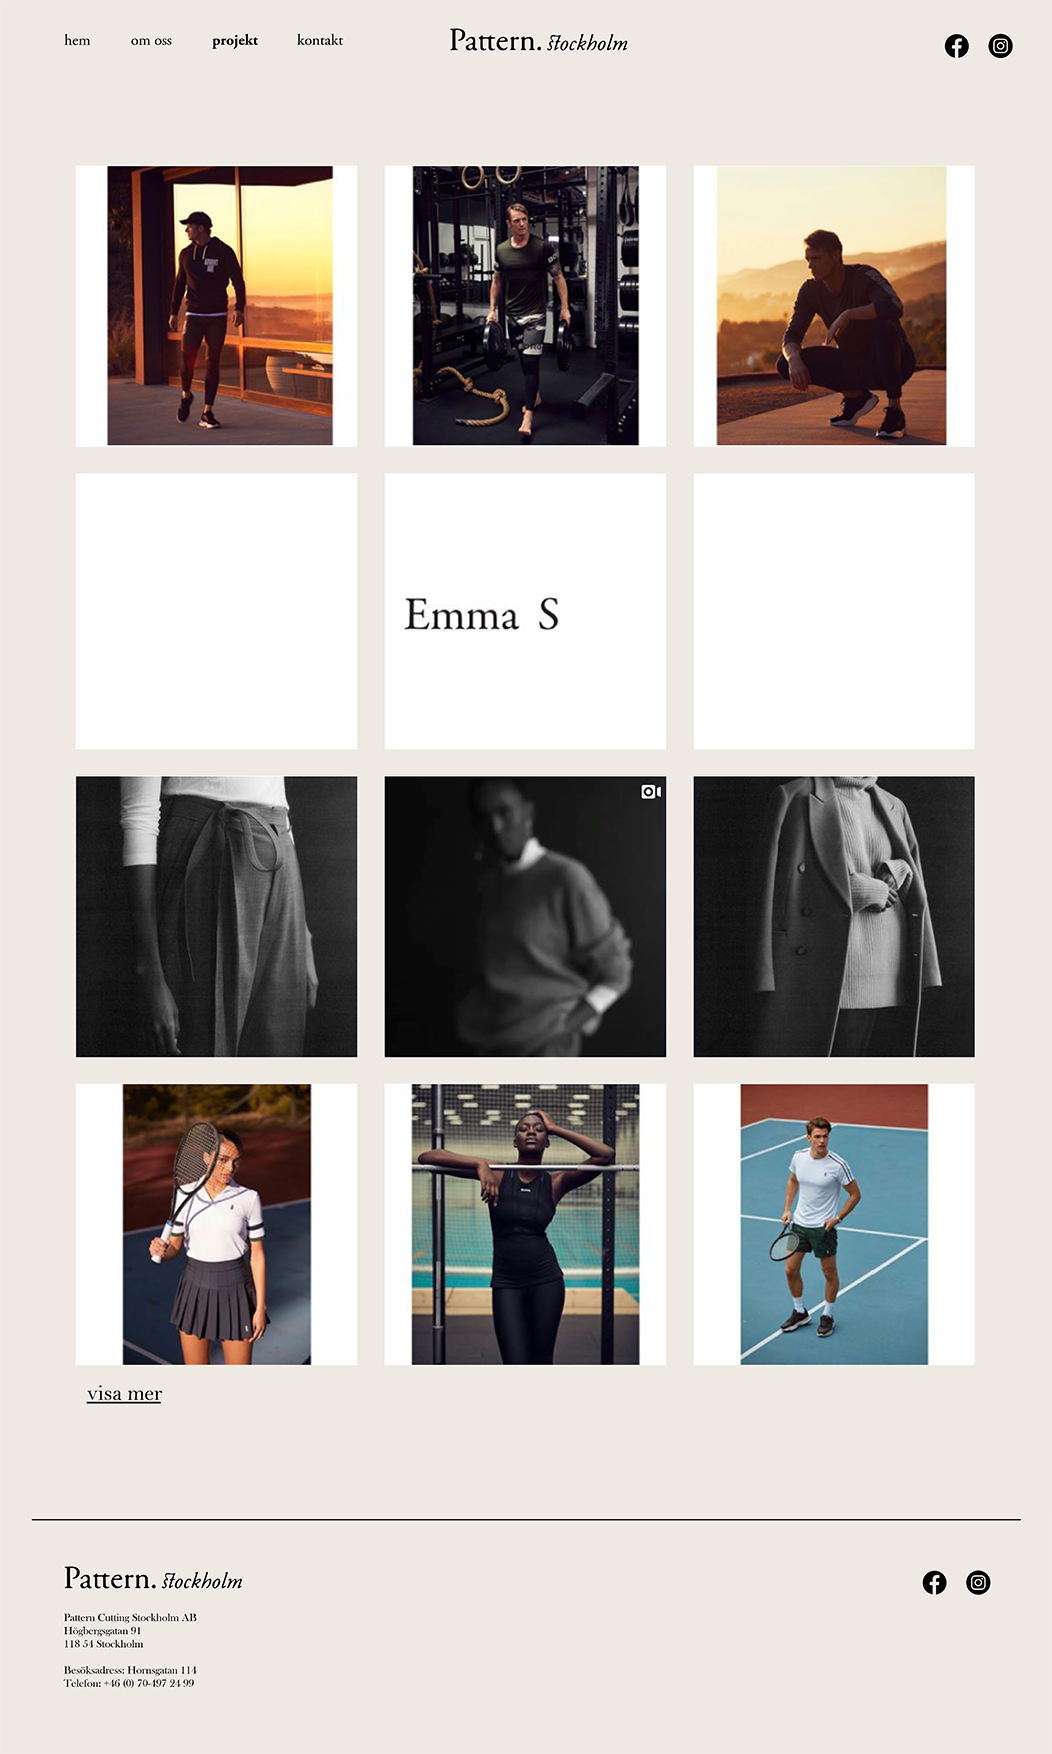 hem om oss projekt kontakt
Pattern. Stockholm
Emma S
visa mer
Pattern. Stockholm
Pattern Cutting Stockholm AB
Högbergsgatan 91
118 54 Stockholm
Besöksadress: Hornsgatan 114
Telefon: +46 (0) 70-497 24 99